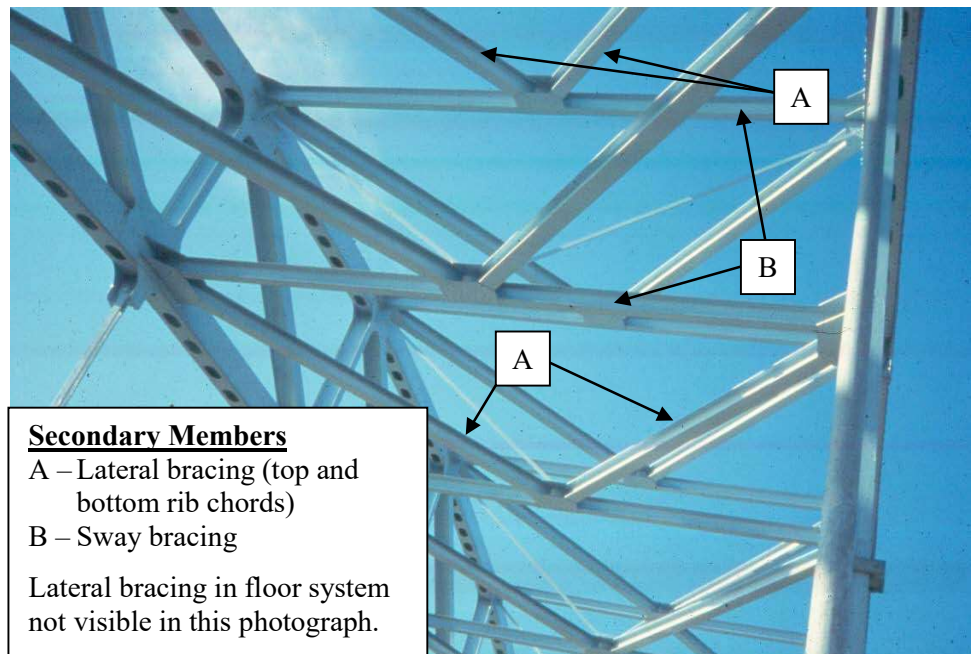 A
B
A
Secondary Members
A – Lateral bracing (top and
bottom rib chords)
B – Sway bracing
Lateral bracing in floor system
not visible in this photograph.